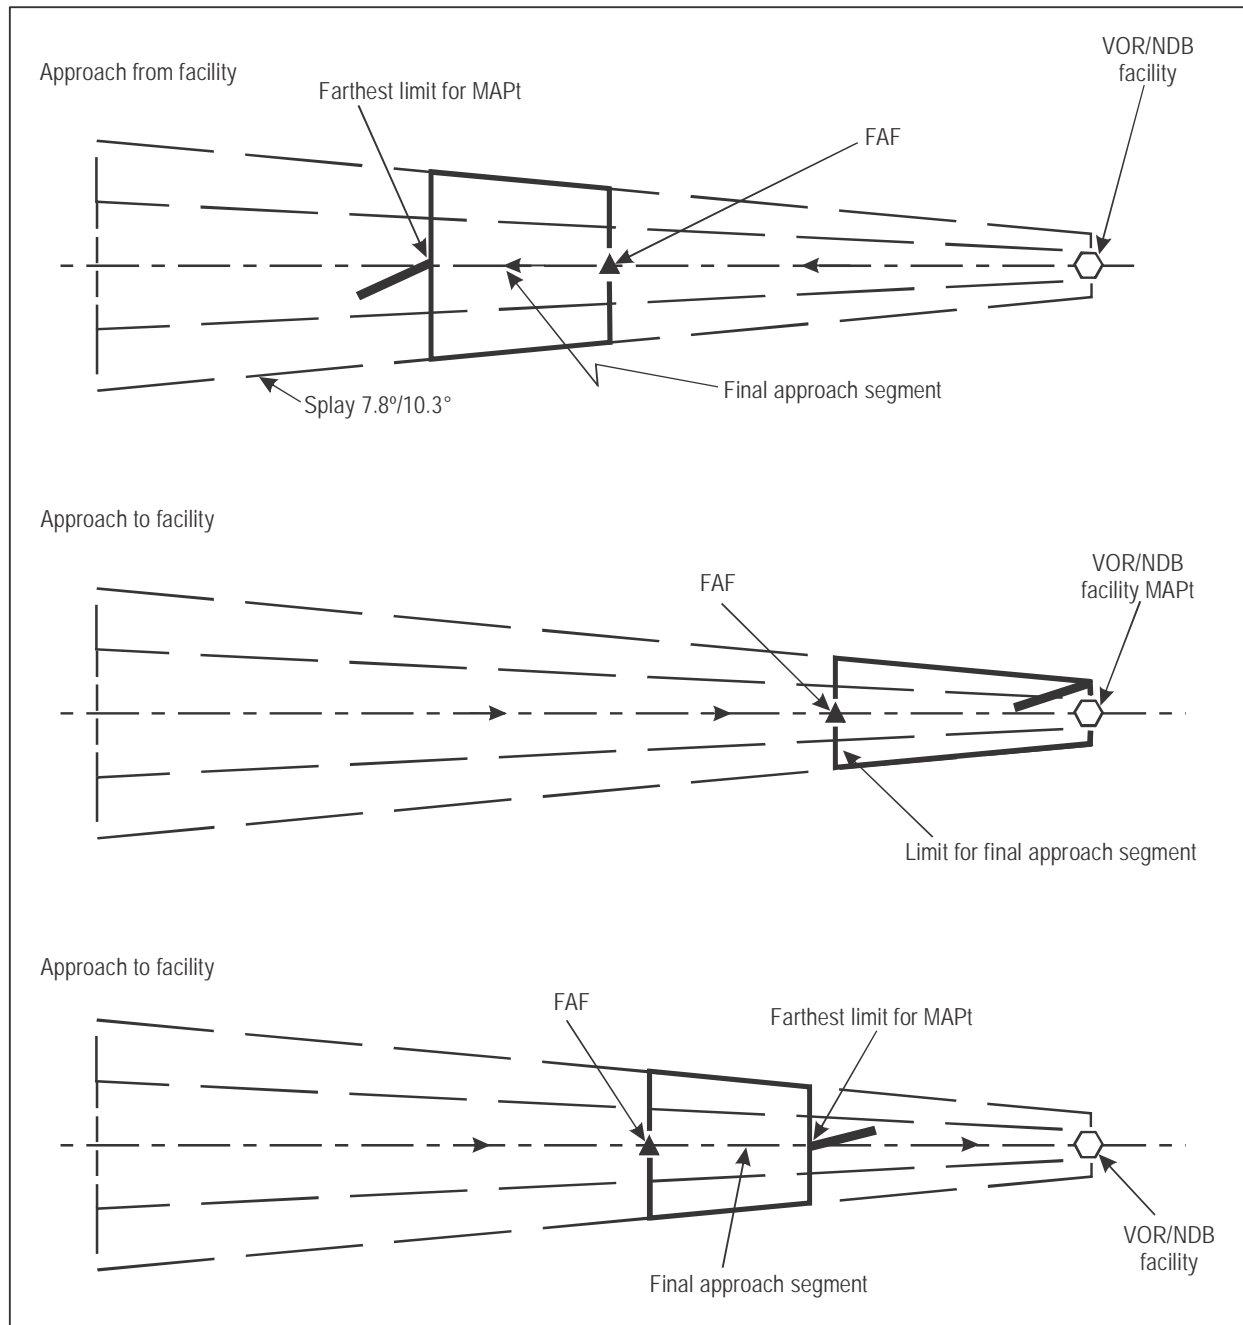 Approach from facility
VOR/NDB
facility
Farthest limit for MAPt
FAF
Final approach segment
Splay 7.8º/10.3°
Approach to facility
VOR/NDB
facility MAPt
FAF
Limit for final approach segment
Approach to facility
FAF
Farthest limit for MAPt
VOR/NDB
facility
Final approach segment